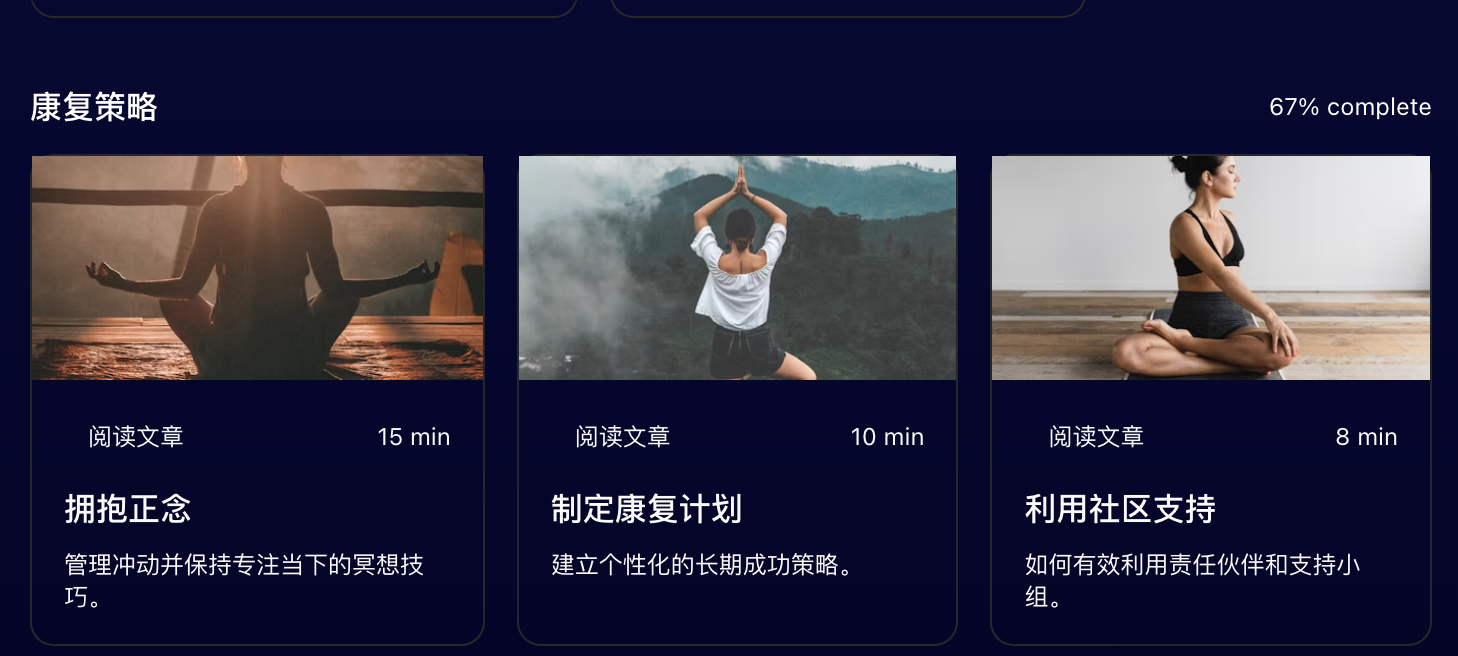 康复策略
67% complete
阅读文章
15 min
拥抱正念
管理冲动并保持专注当下的冥想技
巧。
阅读文章
10 min
制定康复计划
建立个性化的长期成功策略。
阅读文章
8 min
利用社区支持
如何有效利用责任伙伴和支持小
组。